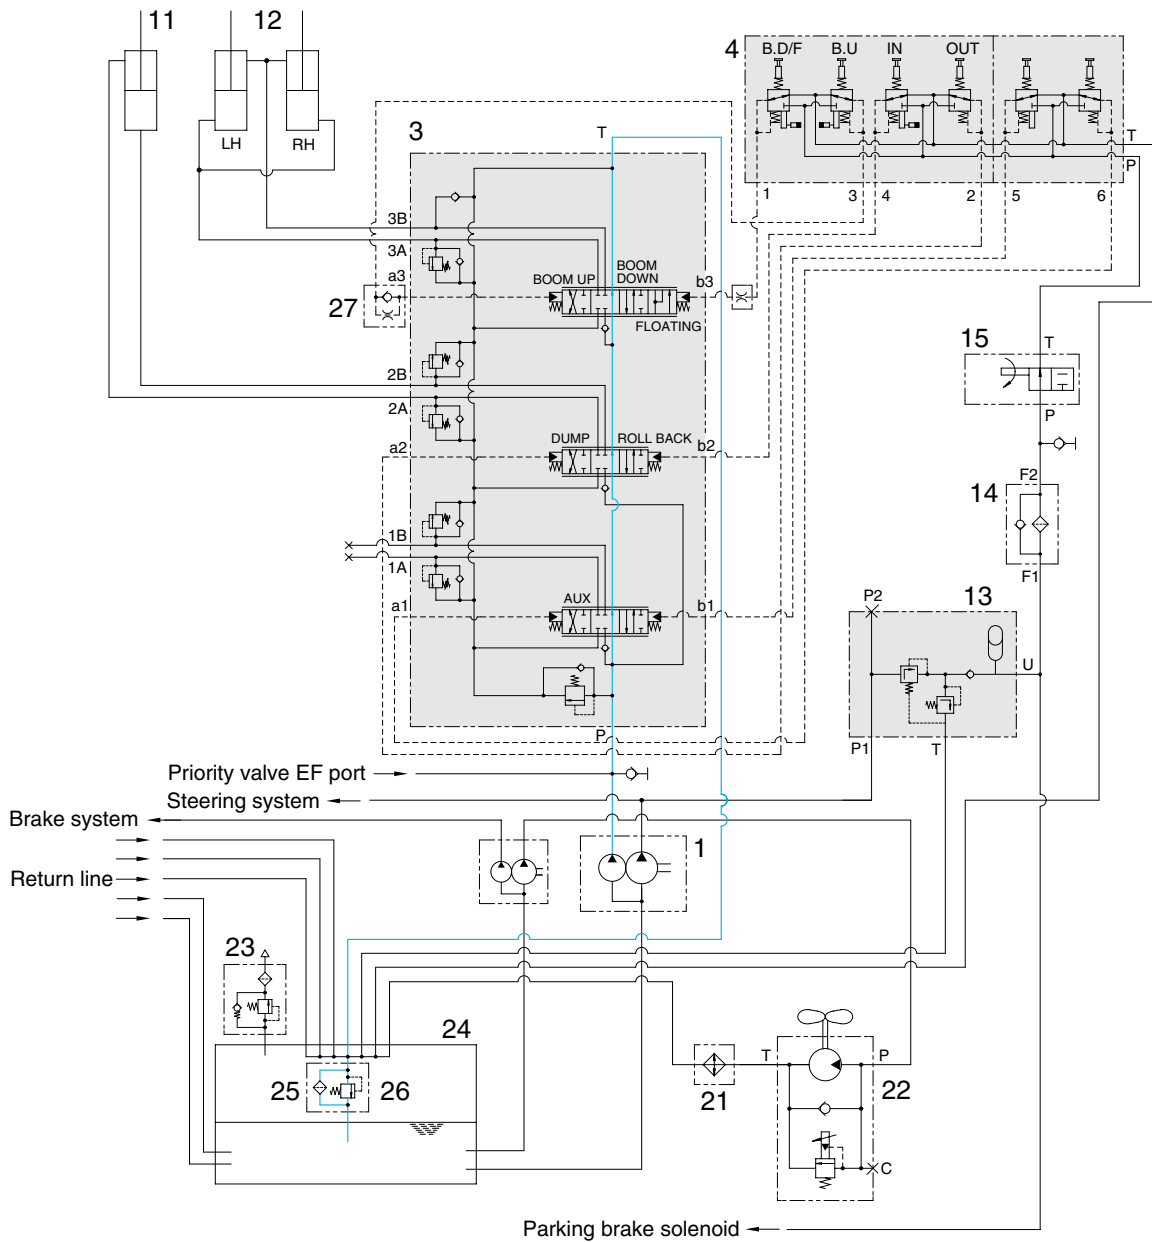 11
12
4
B.D/F
B.U
IN
OUT
3
T
LH
RH
T
P
1
3
4
2
5
6
3B
3A
a3
BOOM UP
BOOM
DOWN
b3
27
FLOATING
15
T
2B
2A
P
a2
DUMP
ROLL BACK
b2
14
F2
1B
1A
F1
a1
AUX
b1
P2
13
U
P
P1
T
Priority valve EF port
Steering system
Brake system
1
Return line
23
24
25
26
21
T
P
22
C
Parking brake solenoid